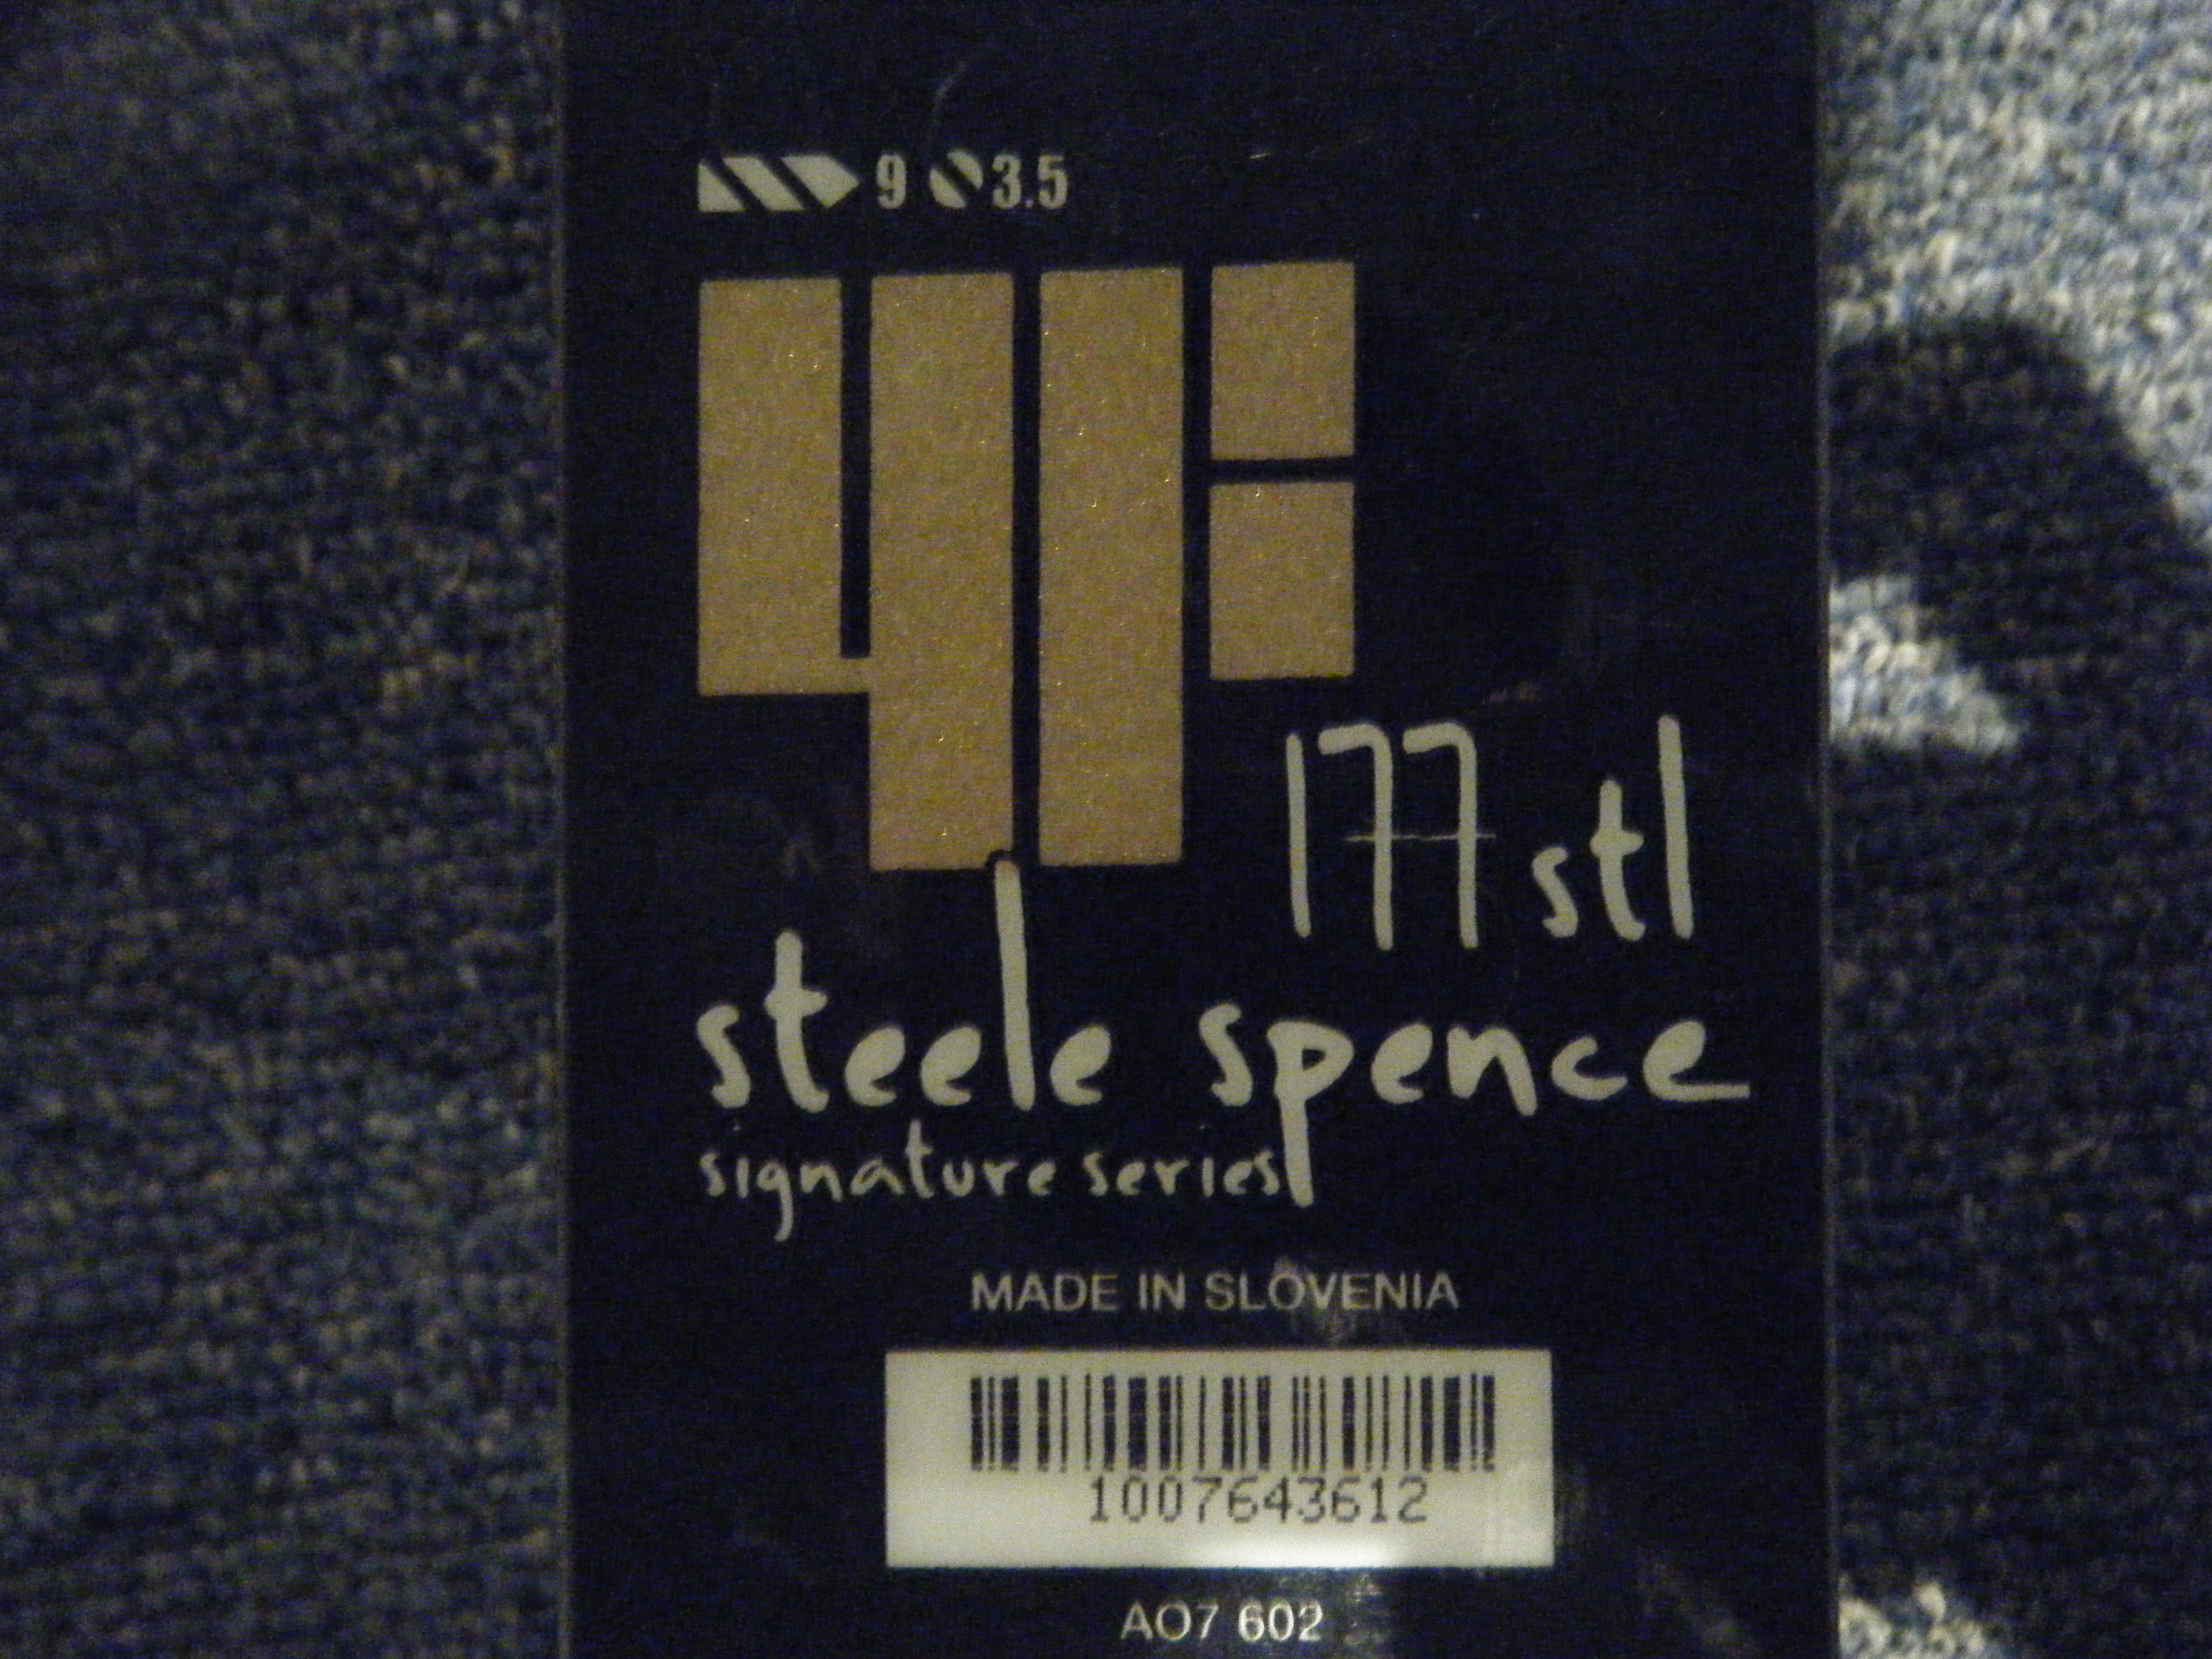 9 3.5
177 stl
steele spence
signature series
MADE IN SLOVENIA
1007643612
AO7 602